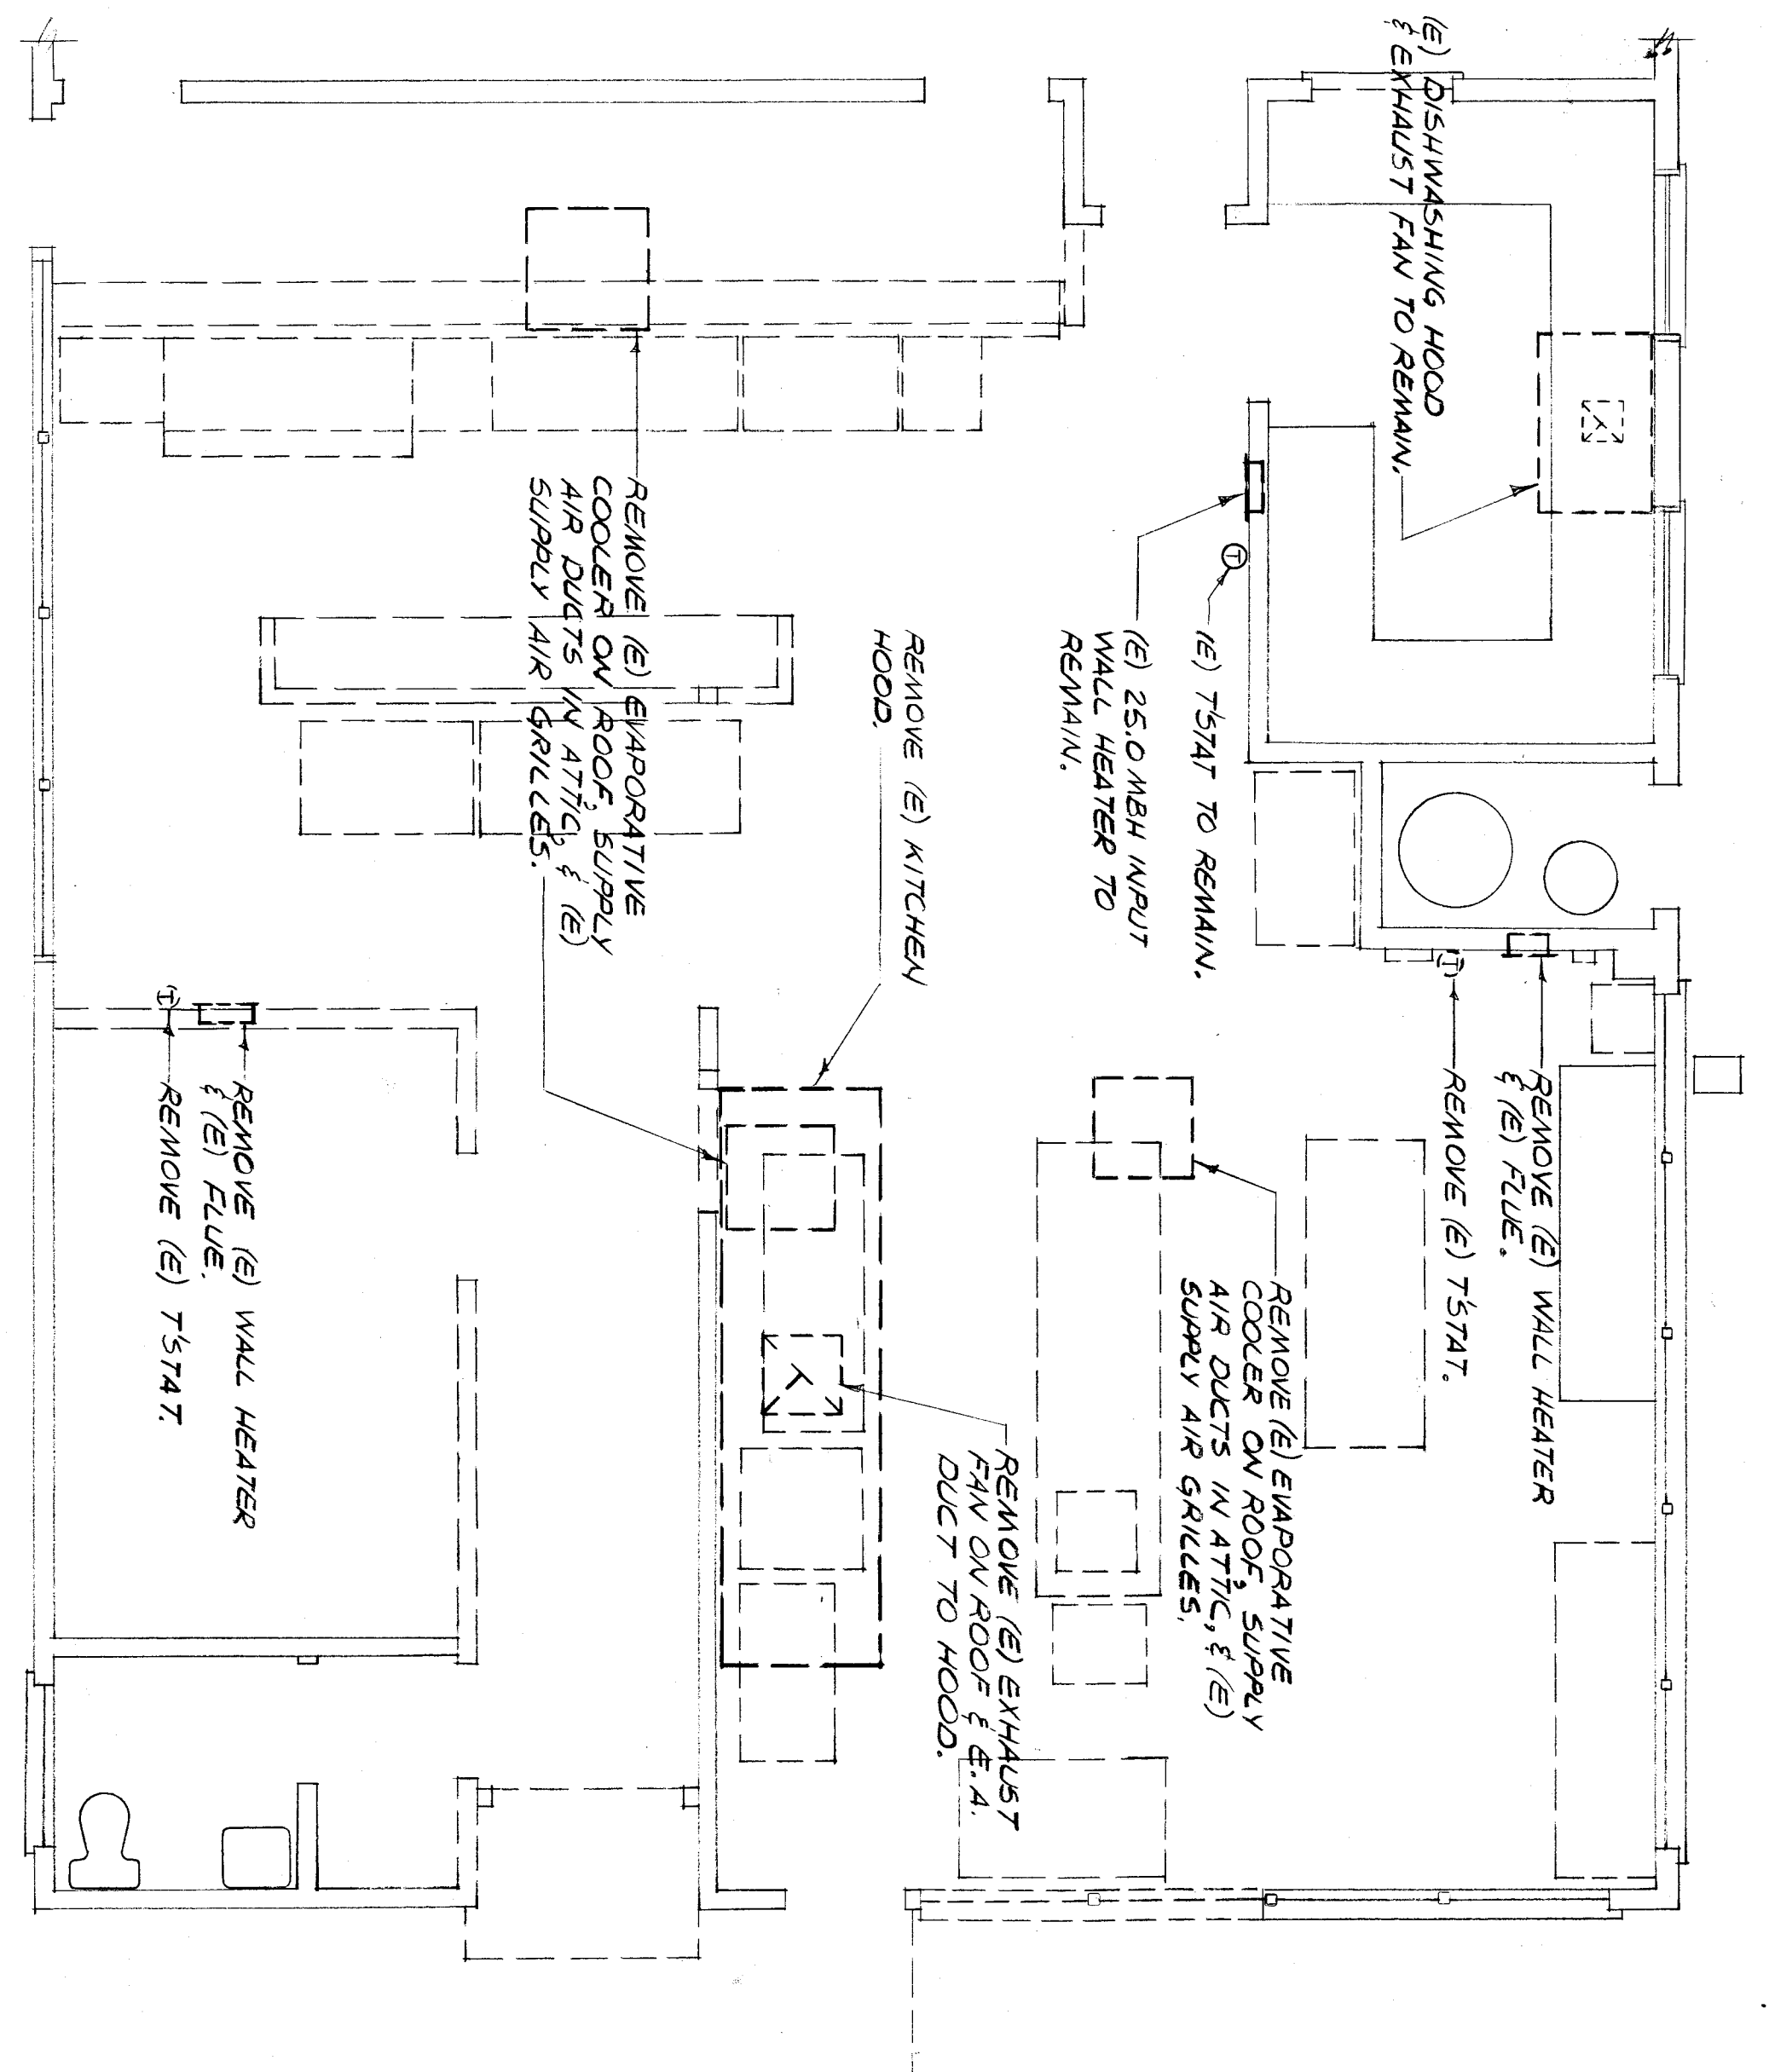 (E) DISHWASHING HOOD
& EXHAUST FAN TO REMAIN.
(E) T'STAT TO REMAIN.
T
(E) 25.0 MBH INPUT
WALL HEATER TO
REMAIN.
REMOVE (E) KITCHEN
HOOD.
REMOVE (E) EVAPORATIVE
COOLER ON ROOF, SUPPLY
AIR DUCTS IN ATTIC, & (E)
SUPPLY AIR GRILLES.
REMOVE (E) WALL HEATER
& (E) FLUE.
REMOVE (E) T'STAT.
T
REMOVE (E) EVAPORATIVE
COOLER ON ROOF, SUPPLY
AIR DUCTS IN ATTIC, & (E)
SUPPLY AIR GRILLES.
REMOVE (E) EXHAUST
FAN ON ROOF & E.A.
DUCT TO HOOD.
REMOVE (E) WALL HEATER
& (E) FLUE.
REMOVE (E) T'STAT.
T